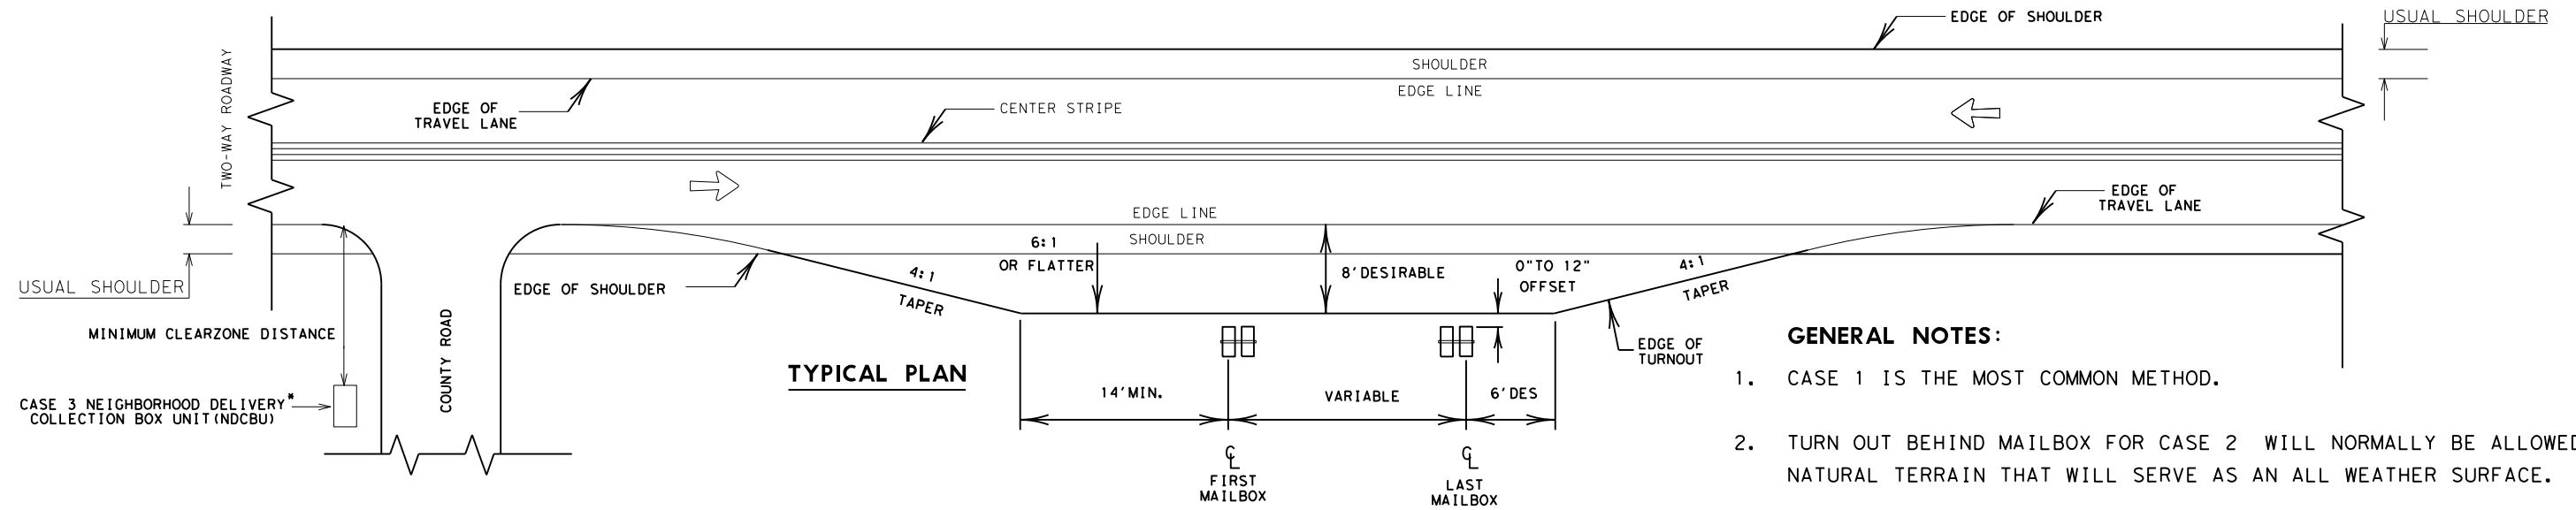 EDGE OF SHOULDER
USUAL SHOULDER
TWO-WAY ROADWAY
SHOULDER
EDGE LINE
EDGE OF
TRAVEL LANE
CENTER STRIPE
EDGE OF
TRAVEL LANE
EDGE LINE
SHOULDER
6:1
OR FLATTER
8' DESIRABLE
0" TO 12"
OFFSET
4:1
TAPER
4:1
TAPER
USUAL SHOULDER
EDGE OF SHOULDER
MINIMUM CLEARZONE DISTANCE
COUNTY ROAD
CASE 3 NEIGHBORHOOD DELIVERY*
COLLECTION BOX UNIT(NDCBU)
TYPICAL PLAN
EDGE OF
TURNOUT
14' MIN.
VARIABLE
6' DES
℄
FIRST
MAILBOX
℄
LAST
MAILBOX
GENERAL NOTES:
1. CASE 1 IS THE MOST COMMON METHOD.
2. TURN OUT BEHIND MAILBOX FOR CASE 2 WILL NORMALLY BE ALLOWED
NATURAL TERRAIN THAT WILL SERVE AS AN ALL WEATHER SURFACE.